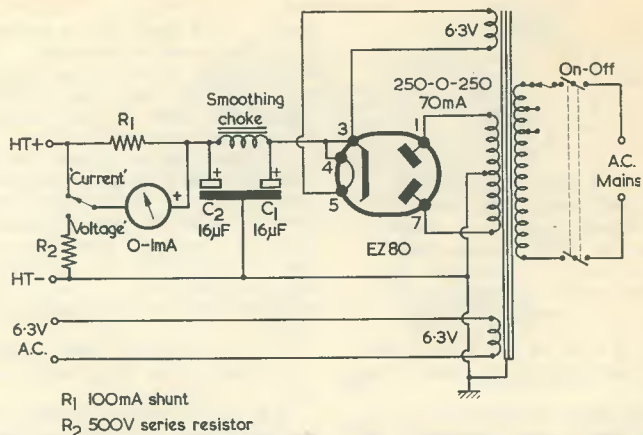 6·3V
On-Off
250-0-250
70mA
Smoothing
choke
R1
HT+
3
1
4
5
7
'Current'
+
+
+
'Voltage'
A.C.
Mains
C2
16μF
C1
16μF
EZ80
0-1mA
R2
HT-
6·3V
A.C.
6·3V
R1 100mA shunt
R2 500V series resistor